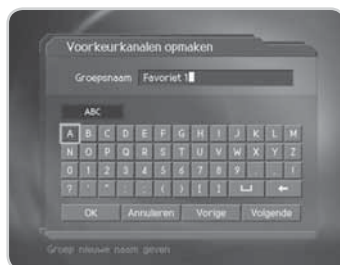 Voorkeurkanalen opmaken
Groepsnaam Favoriet 1
ABC
A B C D E F G H I J K L M
N O P Q R S T U V W X Y Z
0 1 2 3 4 5 6 7 8 9
OK Annuleren Vorige Volgende
Groep nieuwe naam geven